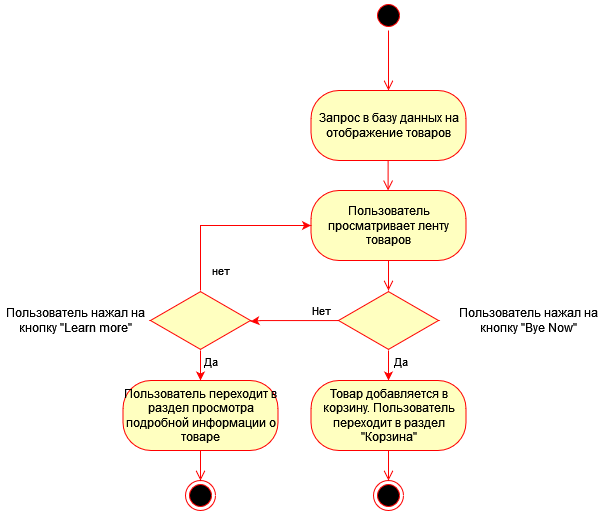 Запрос в базу данных на
отображение товаров
Пользователь
просматривает ленту
товаров
нет
Пользователь нажал на
кнопку "Learn more"
Нет
Пользователь нажал на
кнопку "Bye Now"
Да
Да
Пользователь переходит в
раздел просмотра
подробной информации о
товаре
Товар добавляется в
корзину. Пользователь
переходит в раздел
"Корзина"